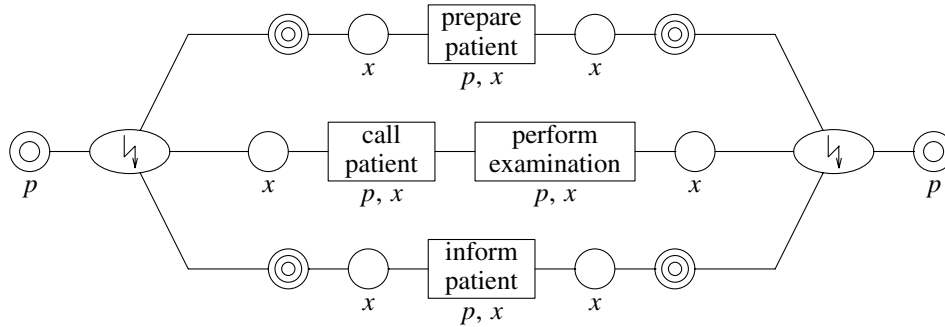 prepare
patient
x
x
p, x
call
patient
perform
examination
p
x
p, x
p, x
x
p
inform
patient
x
x
p, x